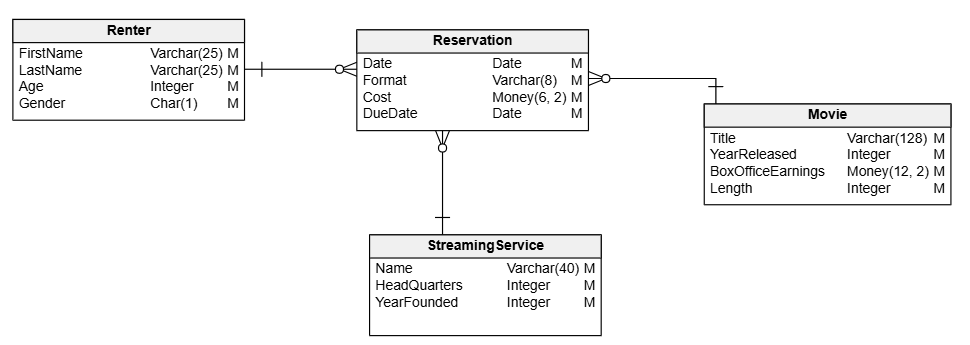 Renter
FirstName Varchar(25) M
LastName Varchar(25) M
Age Integer M
Gender Char(1) M
Reservation
Date Date M
Format Varchar(8) M
Cost Money(6, 2) M
DueDate Date M
Movie
Title Varchar(128) M
YearReleased Integer M
BoxOfficeEarnings Money(12, 2) M
Length Integer M
StreamingService
Name Varchar(40) M
HeadQuarters Integer M
YearFounded Integer M